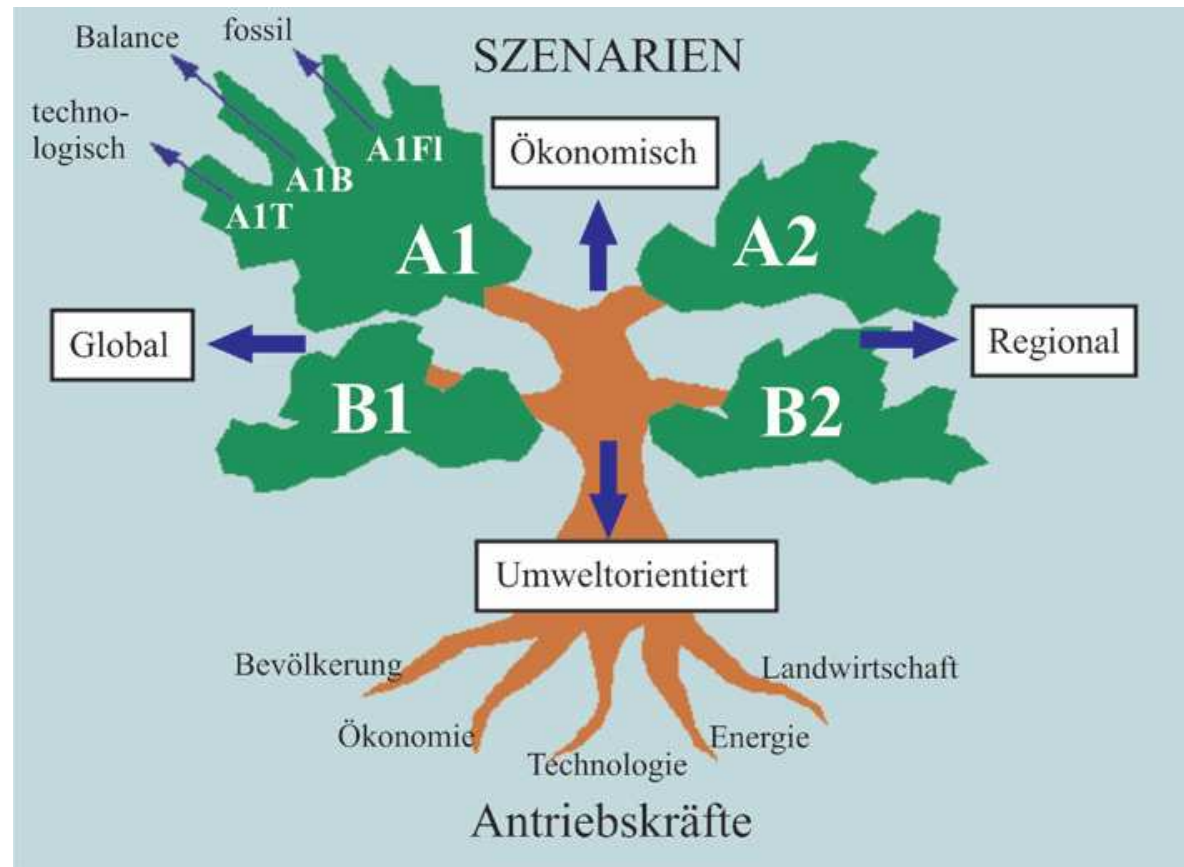 Balance
fossil
SZENARIEN
techno-
logisch
A1FI
A1B
A1T
Ökonomisch
A1
A2
Global
Regional
B1
B2
Umweltorientiert
Bevölkerung
Landwirtschaft
Ökonomie
Energie
Technologie
Antriebskräfte